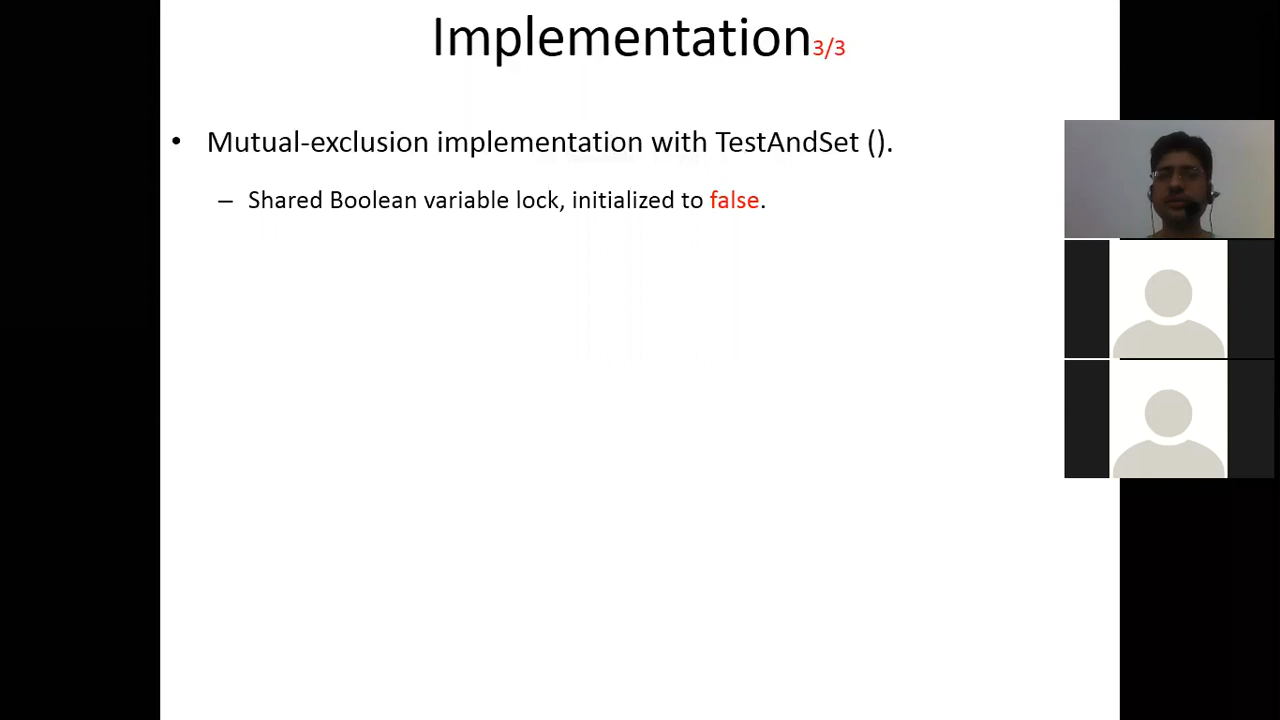 Implementation3/3
• Mutual-exclusion implementation with TestAndSet ().
– Shared Boolean variable lock, initialized to false.